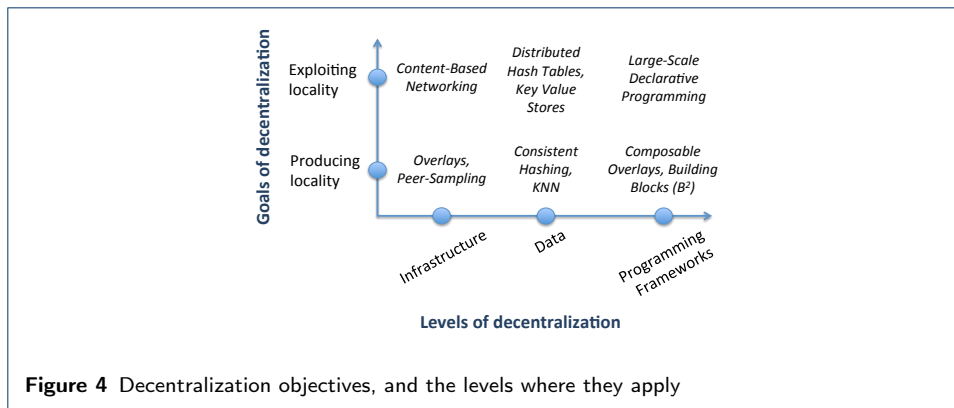 Goals of decentralization
Exploiting
locality
Content-Based
Networking
Distributed
Hash Tables,
Key Value
Stores
Large-Scale
Declarative
Programming
Producing
locality
Overlays,
Peer-Sampling
Consistent
Hashing,
KNN
Composable
Overlays, Building
Blocks (B²)
Infrastructure
Data
Programming
Frameworks
Levels of decentralization
Figure 4 Decentralization objectives, and the levels where they apply